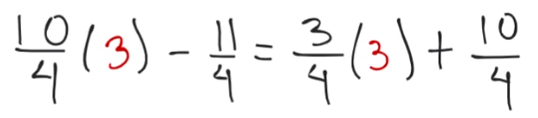 10/4 (3) - 11/4 = 3/4 (3) + 10/4